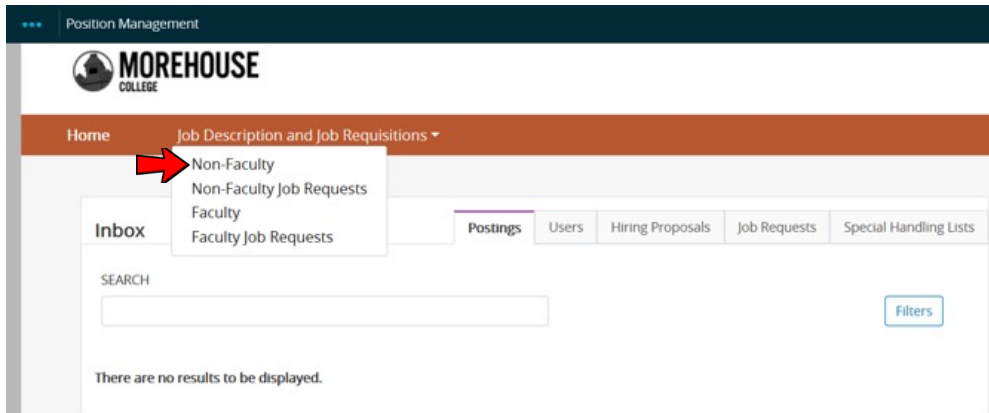 Position Management
MOREHOUSE
COLLEGE
Home Job Description and Job Requisitions
Non-Faculty
Non-Faculty Job Requests
Faculty
Faculty Job Requests
Inbox Postings Users Hiring Proposals Job Requests Special Handling Lists
SEARCH
Filters
There are no results to be displayed.